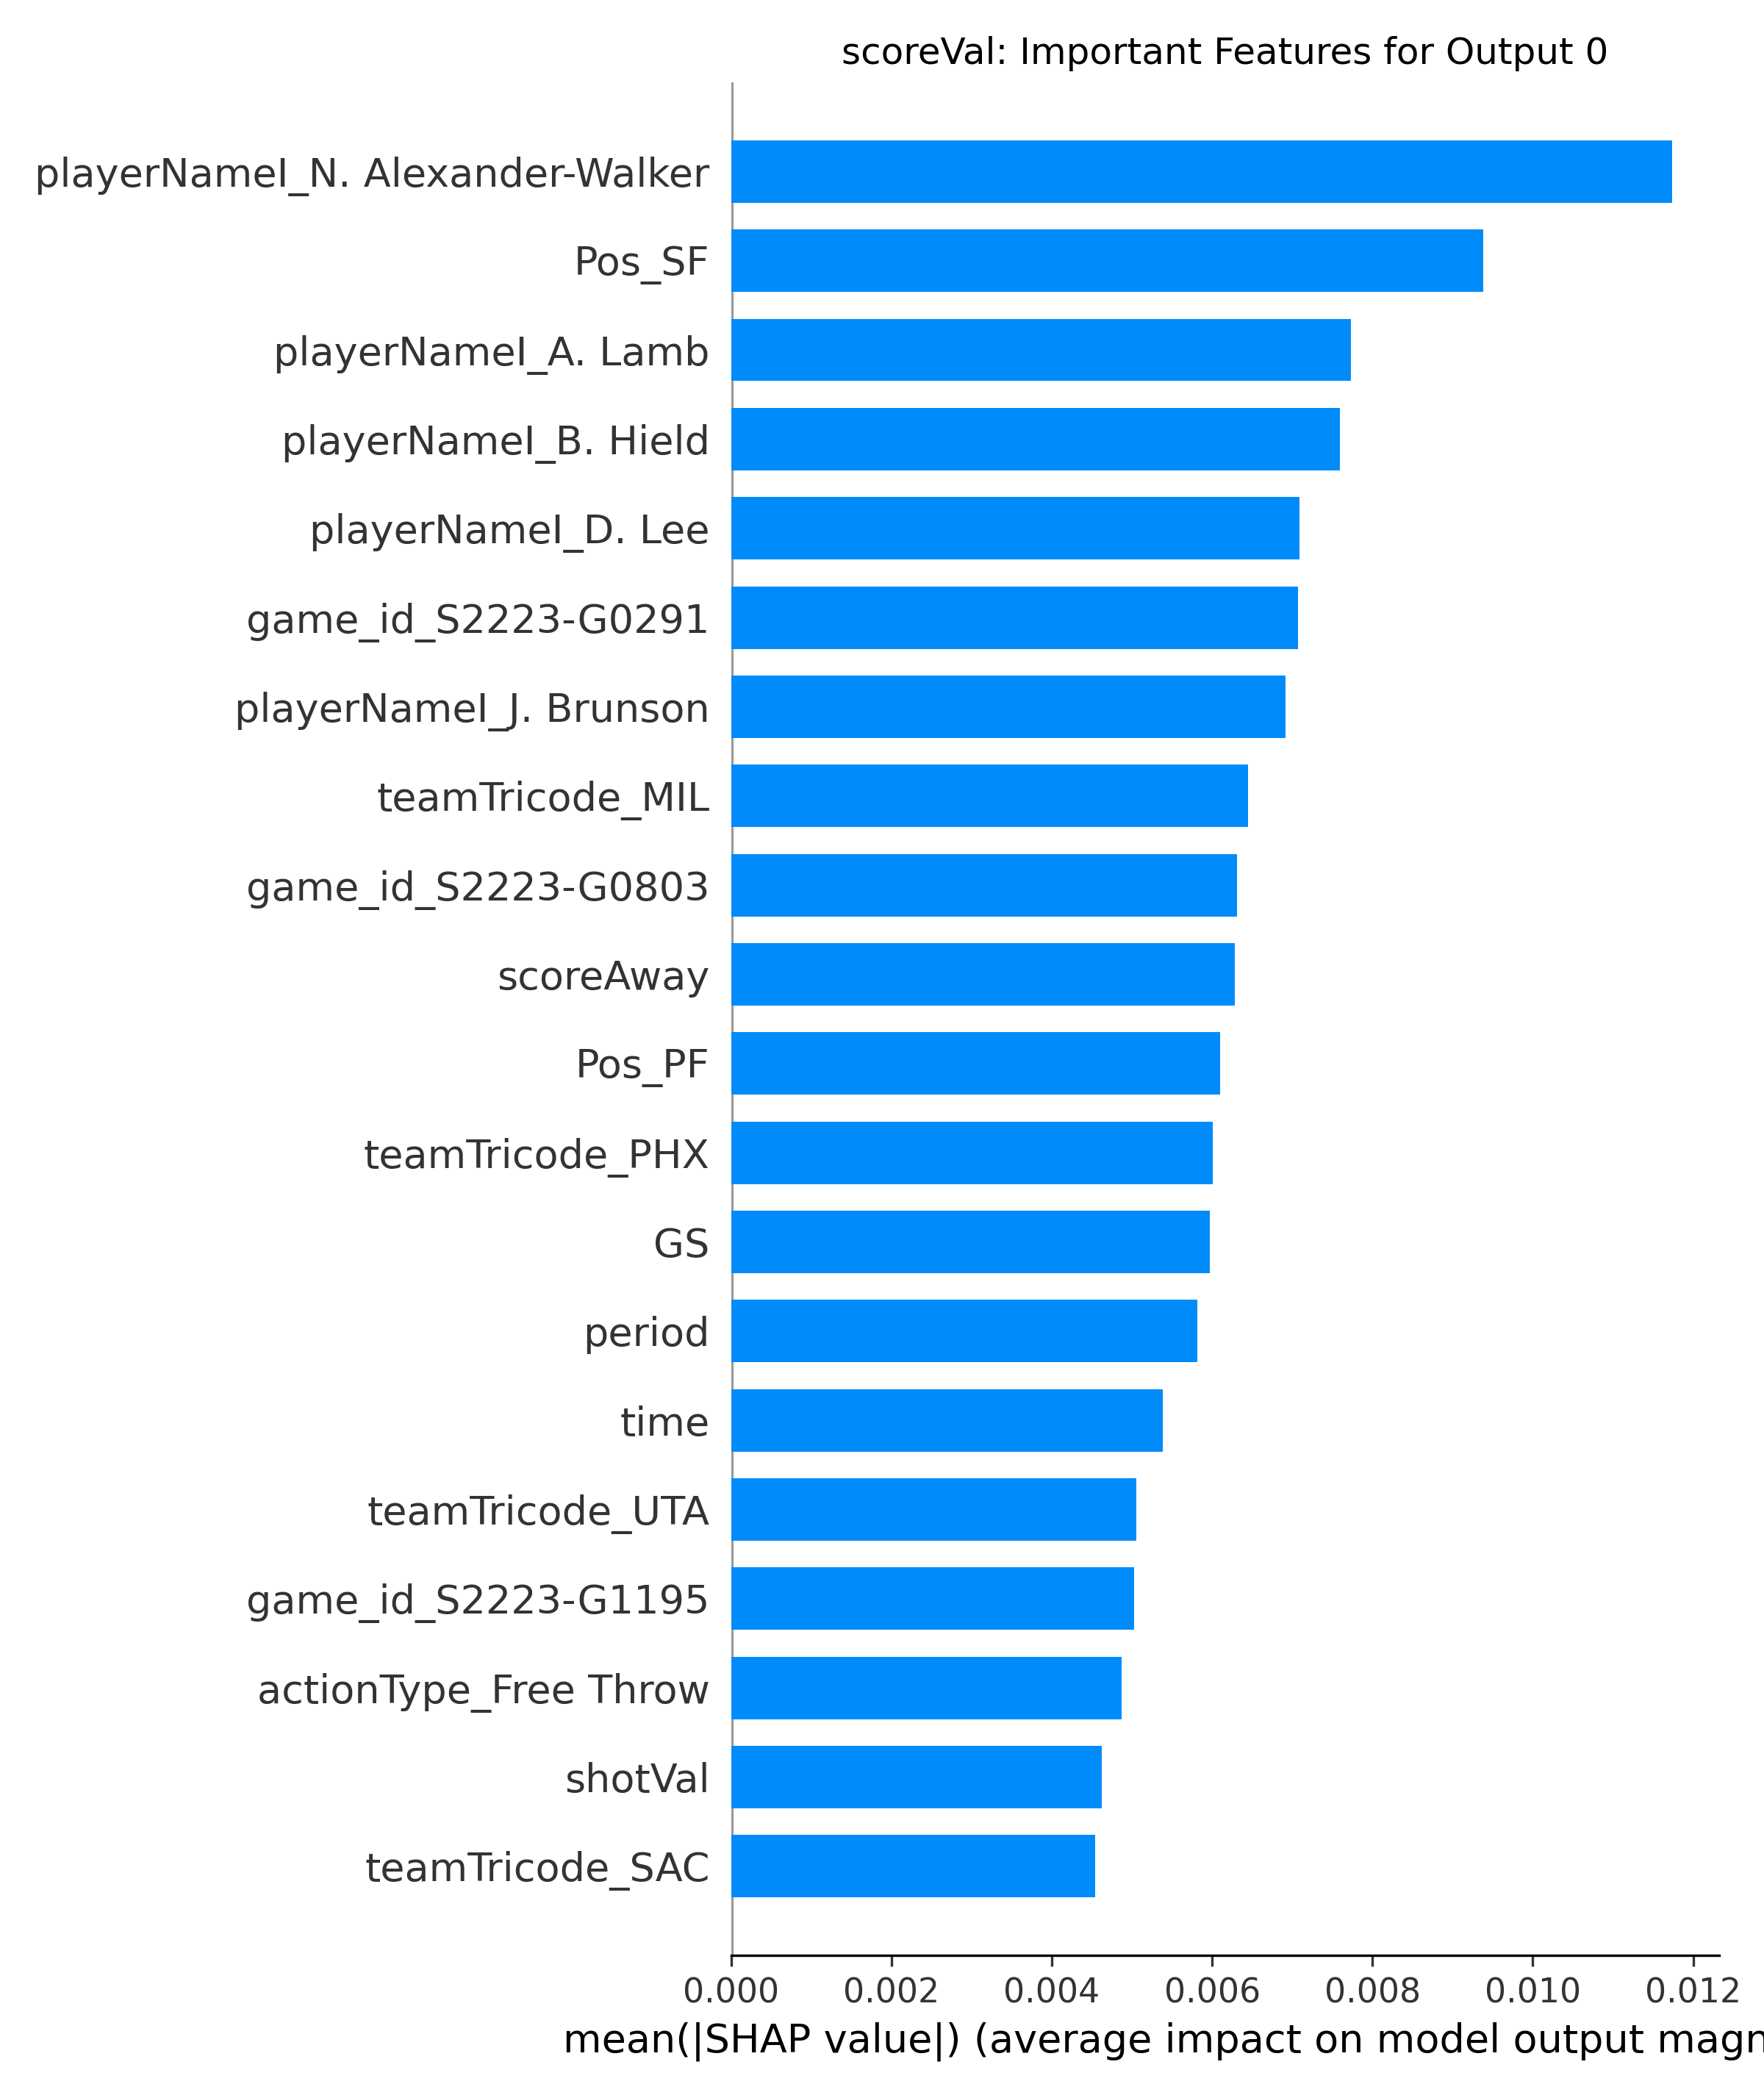 scoreVal: Important Features for Output 0
playerNameI_N. Alexander-Walker
Pos_SF
playerNameI_A. Lamb
playerNameI_B. Hield
playerNameI_D. Lee
game_id_S2223-G0291
playerNameI_J. Brunson
teamTricode_MIL
game_id_S2223-G0803
scoreAway
Pos_PF
teamTricode_PHX
GS
period
time
teamTricode_UTA
game_id_S2223-G1195
actionType_Free Throw
shotVal
teamTricode_SAC
0.000 0.002 0.004 0.006 0.008 0.010 0.012
mean(|SHAP value|) (average impact on model output magn